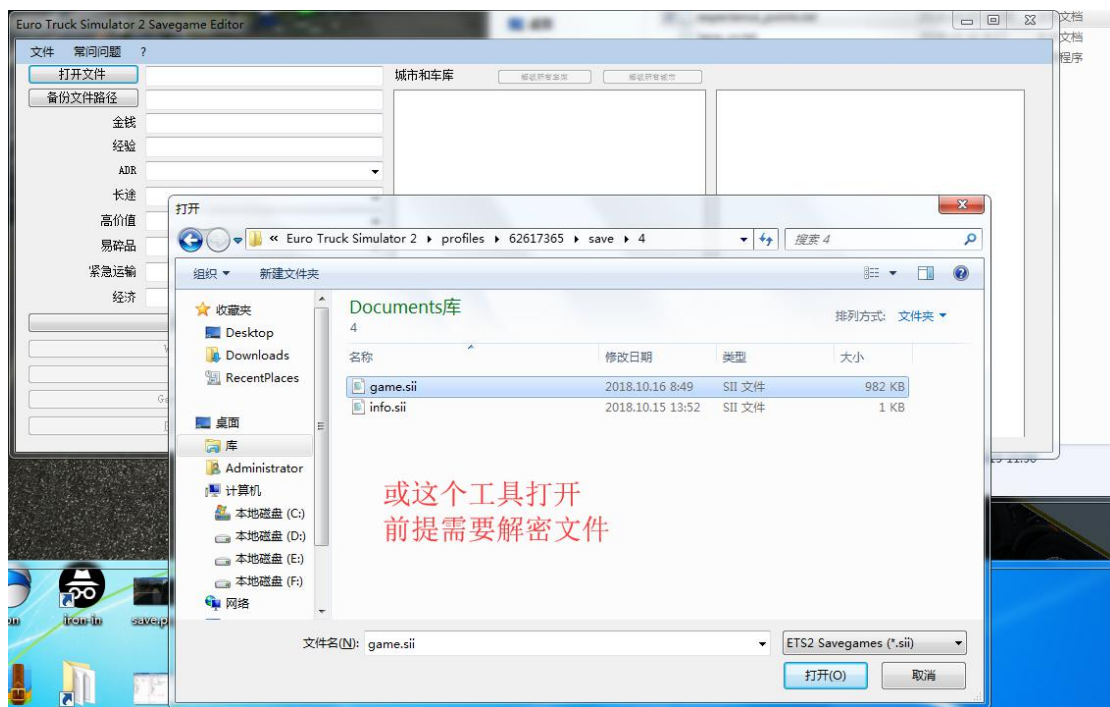 Euro Truck Simulator 2 Savegame Editor
文档
文件 常问问题 ?
文档
程序
打开文件
城市和车库
备份文件路径
金钱
经验
ADR
长途
高价值
易碎品
紧急运输
经济
打开
« Euro Truck Simulator 2 ▸ profiles ▸ 62617365 ▸ save ▸ 4
搜索 4
组织 新建文件夹
收藏夹
Desktop
Downloads
RecentPlaces
桌面
库
Administrator
计算机
本地磁盘 (C:)
本地磁盘 (D:)
本地磁盘 (E:)
本地磁盘 (F:)
网络
Documents库
4
排列方式: 文件夹
名称 修改日期 类型 大小
game.sii 2018.10.16 8:49 SII 文件 982 KB
info.sii 2018.10.15 13:52 SII 文件 1 KB
或这个工具打开
前提需要解密文件
文件名(N): game.sii
ETS2 Savegames (*.sii)
打开(O) 取消
iron-in